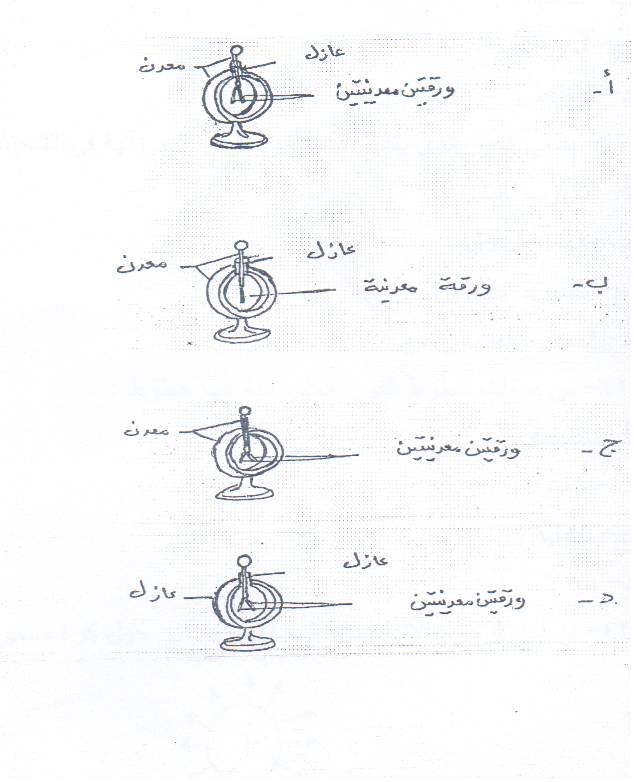 أ- ورقتين معدنيتين عازل معدن
ب- ورقة معدنية عازل معدن
ج- ورقتين معدنيتين معدن
د- ورقتين معدنيتين عازل عازل